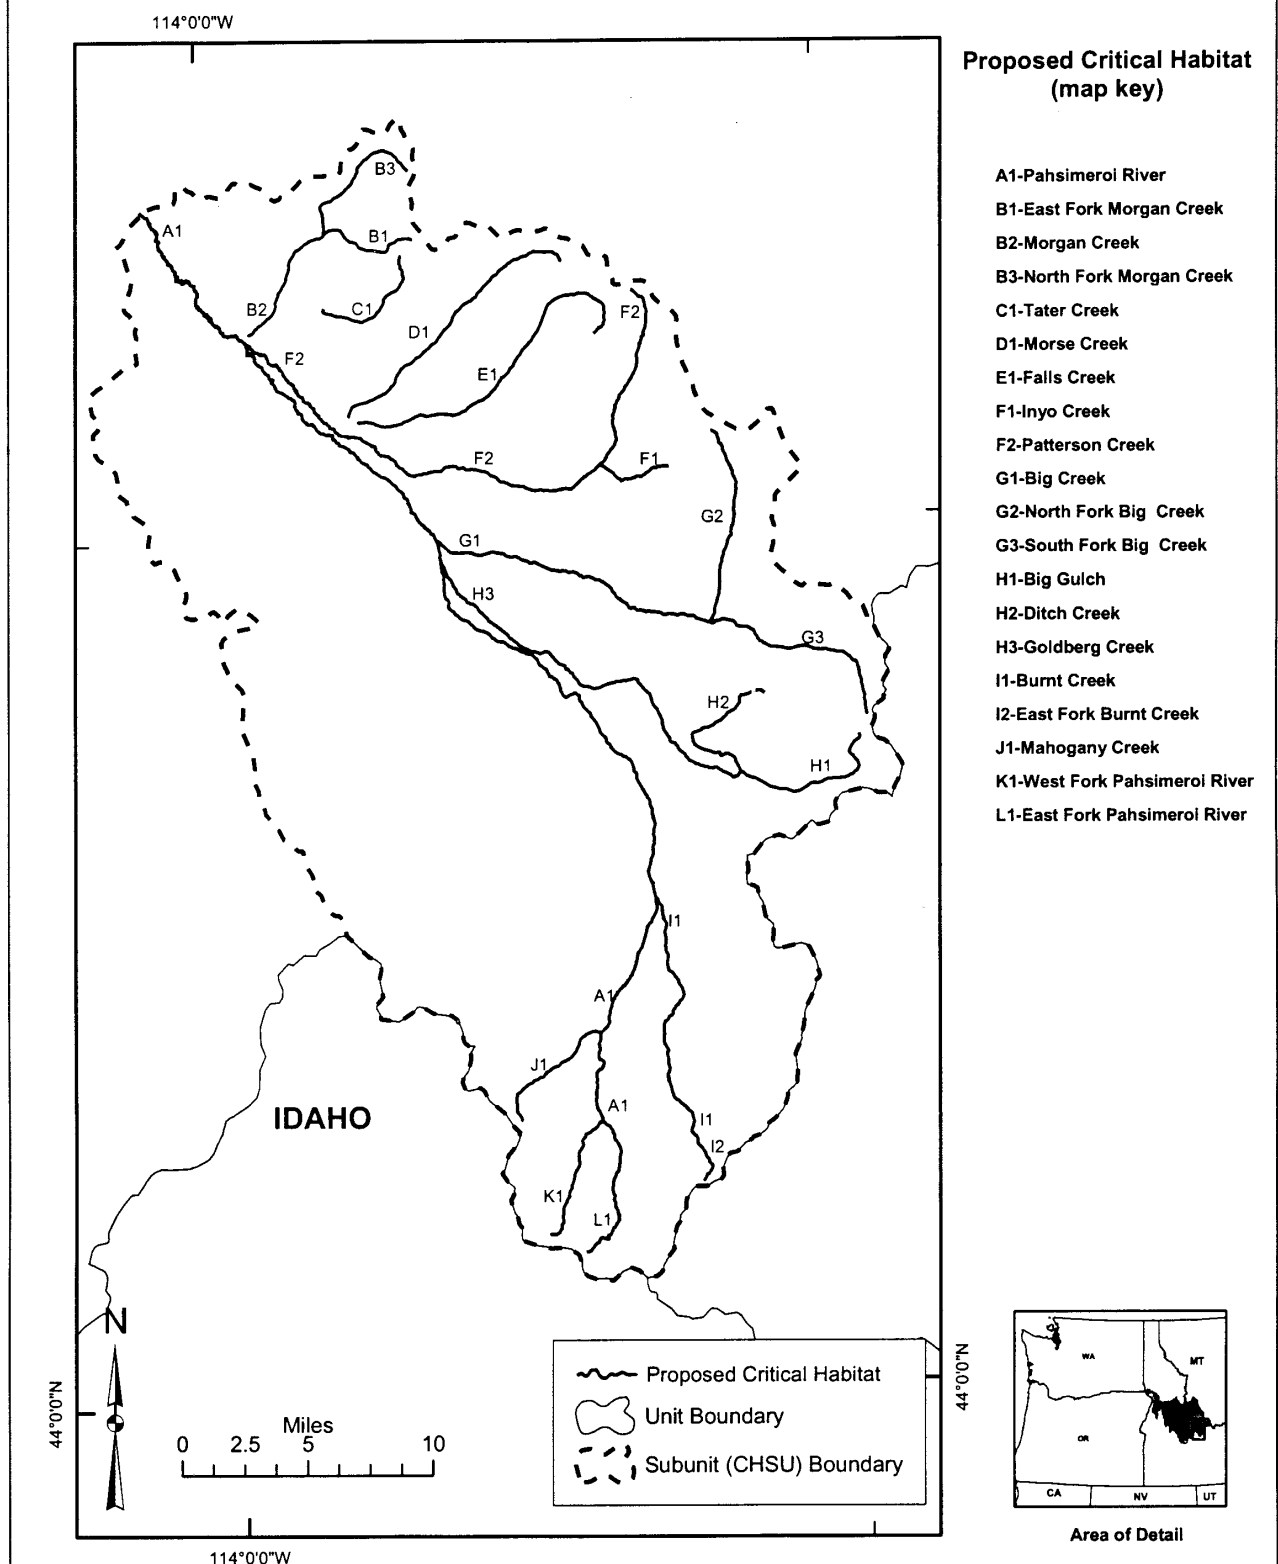 114°0'0"W
Proposed Critical Habitat
(map key)
A1-Pahsimeroi River
B1-East Fork Morgan Creek
B2-Morgan Creek
B3-North Fork Morgan Creek
C1-Tater Creek
D1-Morse Creek
E1-Falls Creek
F1-Inyo Creek
F2-Patterson Creek
G1-Big Creek
G2-North Fork Big Creek
G3-South Fork Big Creek
H1-Big Gulch
H2-Ditch Creek
H3-Goldberg Creek
I1-Burnt Creek
I2-East Fork Burnt Creek
J1-Mahogany Creek
K1-West Fork Pahsimeroi River
L1-East Fork Pahsimeroi River
B3
A1
B1
B2
C1
F2
D1
F2
E1
F2
F1
G2
G1
H3
G3
H2
H1
I1
A1
J1
A1
I1
I2
K1
L1
IDAHO
N
Miles
0 2.5 5 10
Proposed Critical Habitat
Unit Boundary
Subunit (CHSU) Boundary
44°0'0"N
44°0'0"N
114°0'0"W
WA
MT
OR
CA
NV
UT
Area of Detail